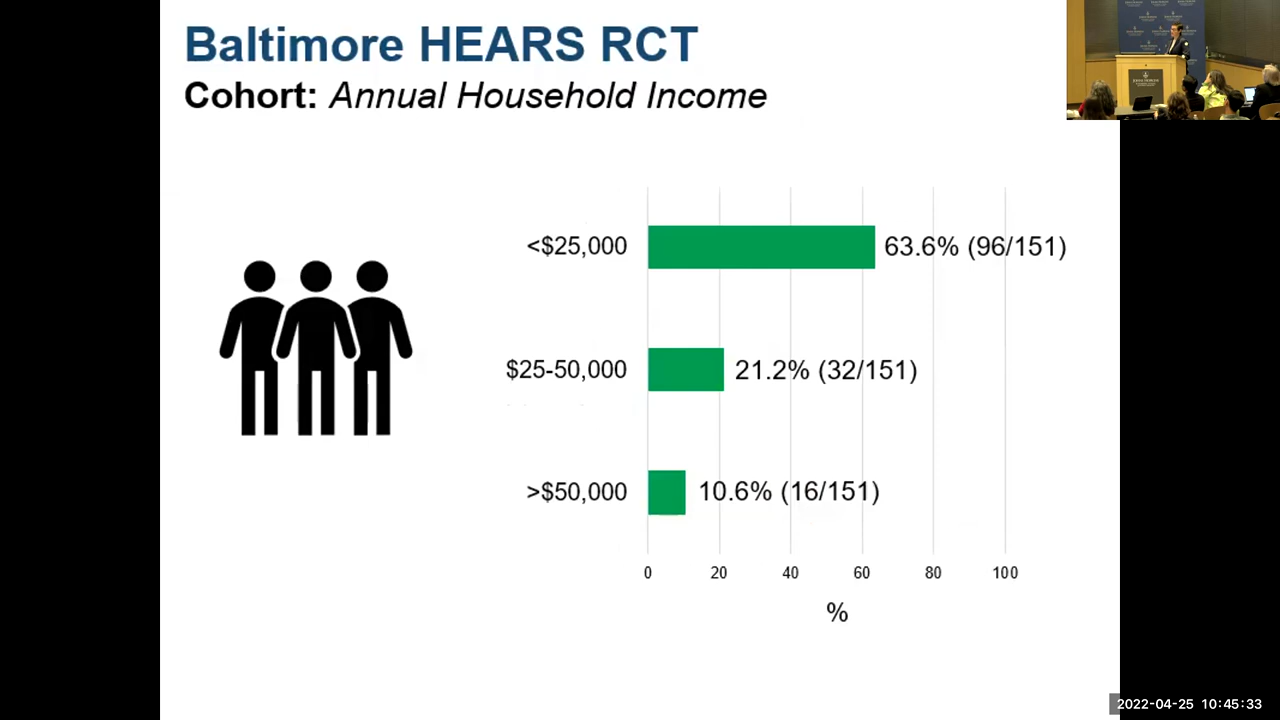 Baltimore HEARS RCT
Cohort: Annual Household Income
<$25,000 63.6% (96/151)
$25-50,000 21.2% (32/151)
>$50,000 10.6% (16/151)
0 20 40 60 80 100
%
2022-04-25 10:45:33